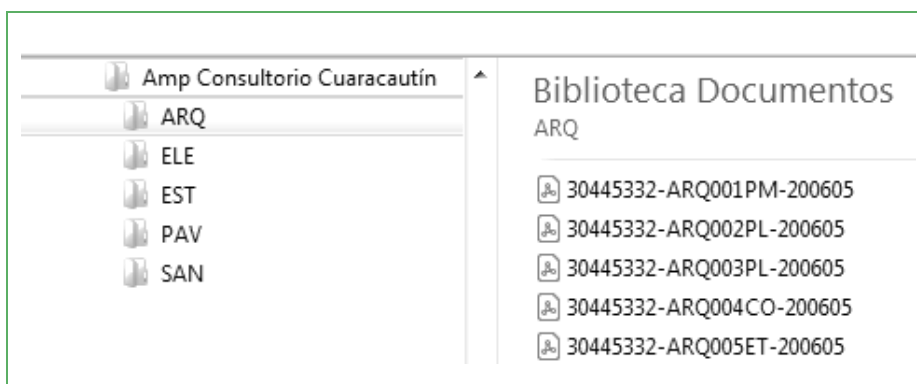 Amp Consultorio Cuaracautín
ARQ
ELE
EST
PAV
SAN
Biblioteca Documentos
ARQ
30445332-ARQ001PM-200605
30445332-ARQ002PL-200605
30445332-ARQ003PL-200605
30445332-ARQ004CO-200605
30445332-ARQ005ET-200605